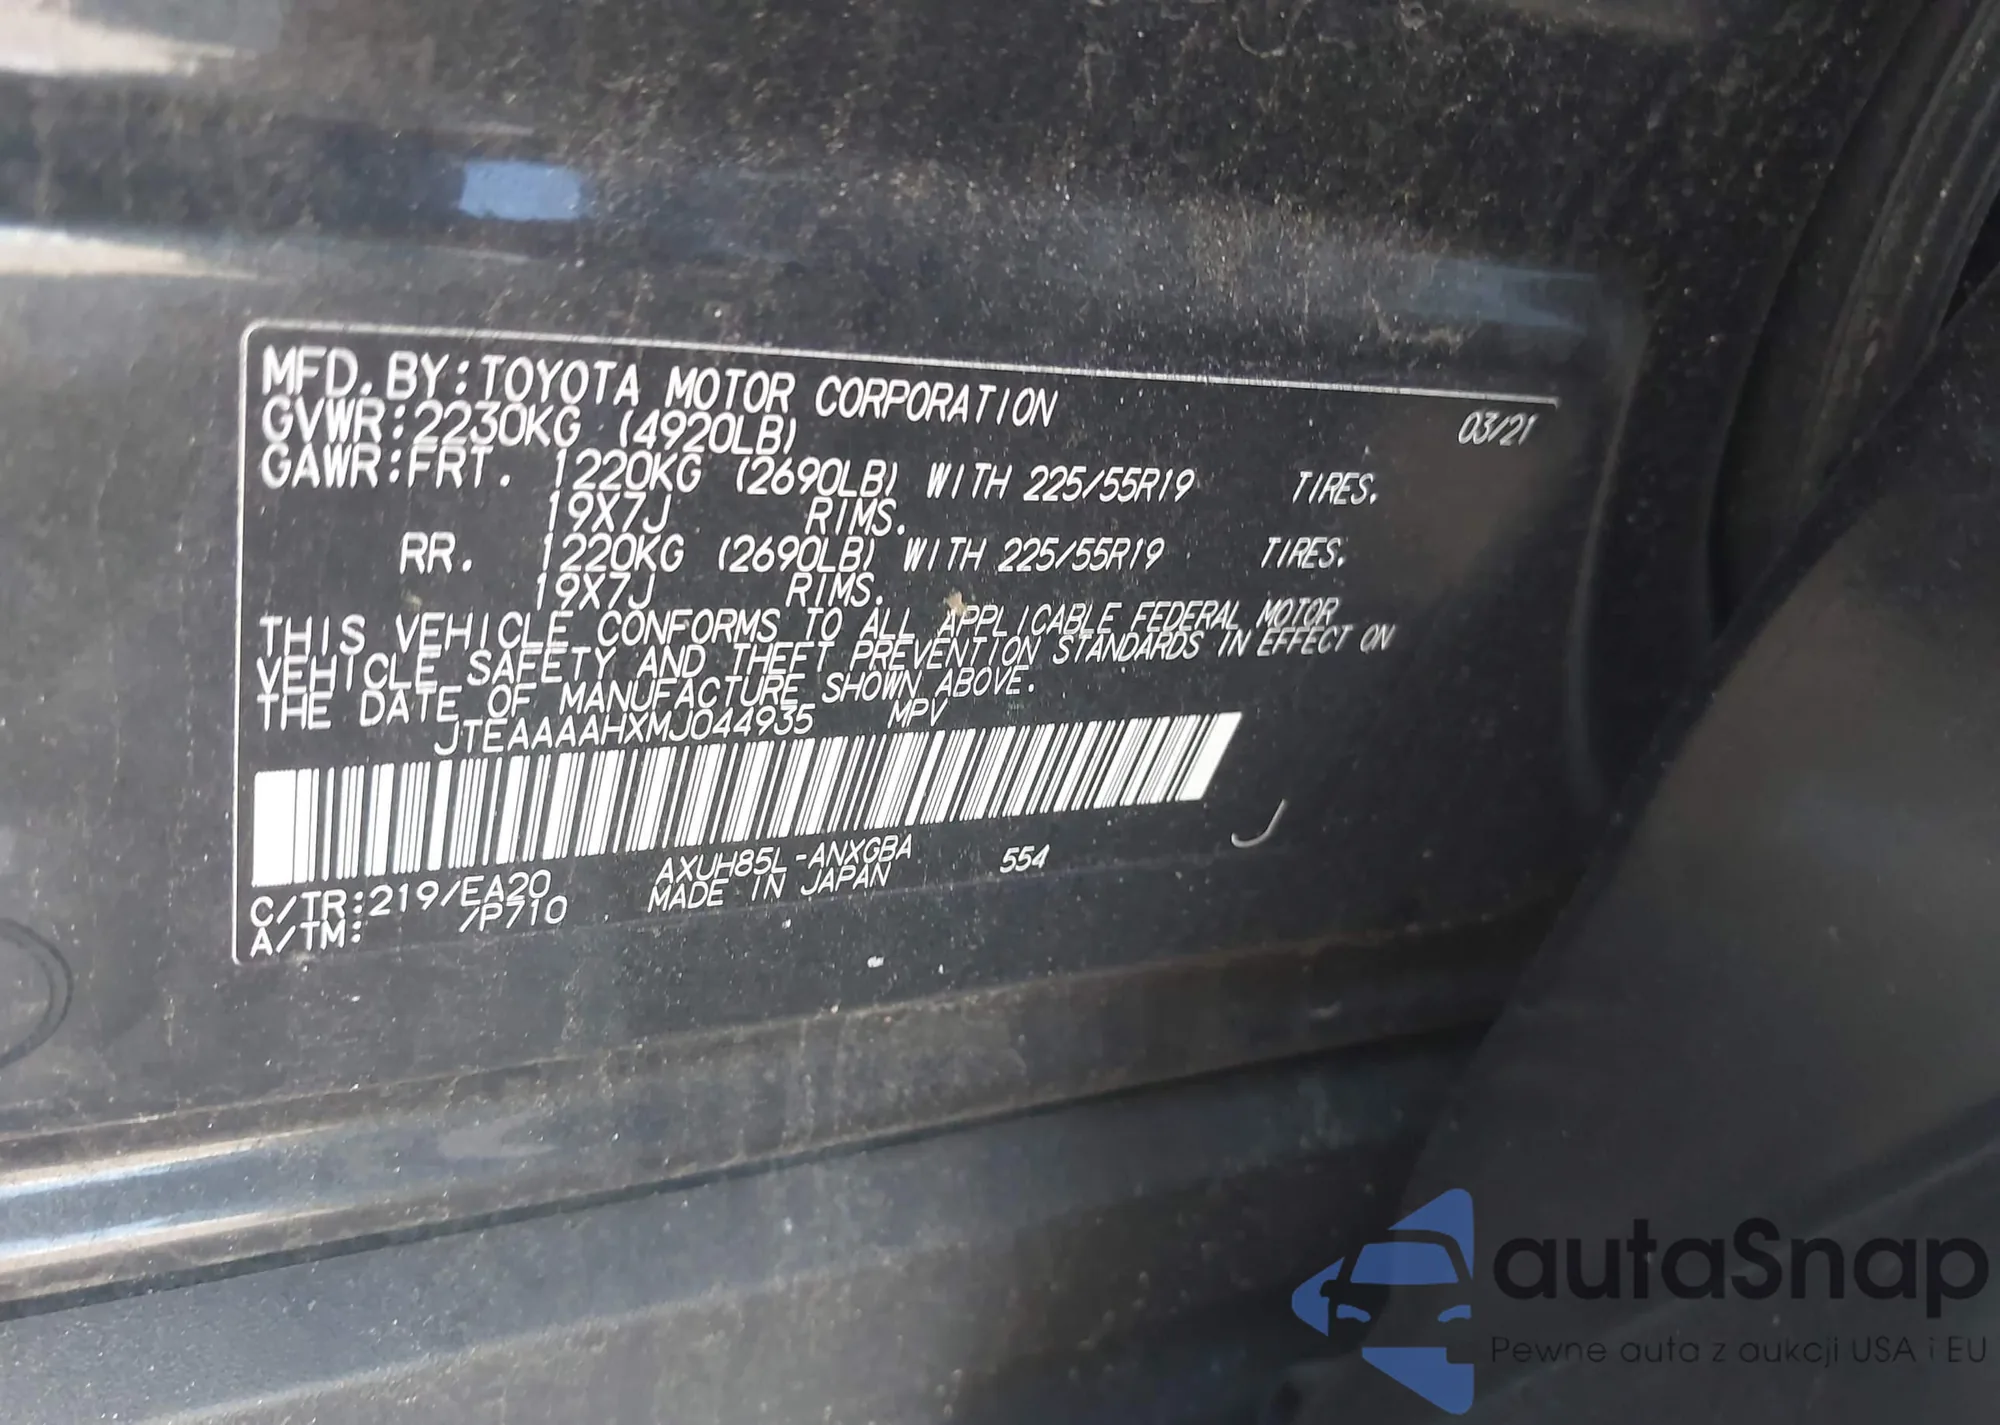 MFD. BY: TOYOTA MOTOR CORPORATION 03/21
GVWR: 2230KG (4920LB)
GAWR: FRT. 1220KG (2690LB) WITH 225/55R19 TIRES.
19X7J RIMS.
RR. 1220KG (2690LB) WITH 225/55R19 TIRES.
19X7J RIMS.
THIS VEHICLE CONFORMS TO ALL APPLICABLE FEDERAL MOTOR
VEHICLE SAFETY AND THEFT PREVENTION STANDARDS IN EFFECT ON
THE DATE OF MANUFACTURE SHOWN ABOVE.
JTEAAAAHXMJ044935 MPV
AXUH85L-ANXGBA 554
C/TR: 219/EA20 MADE IN JAPAN
A/TM: /P710
J
autaSnap
Pewne auta z aukcji USA i EU